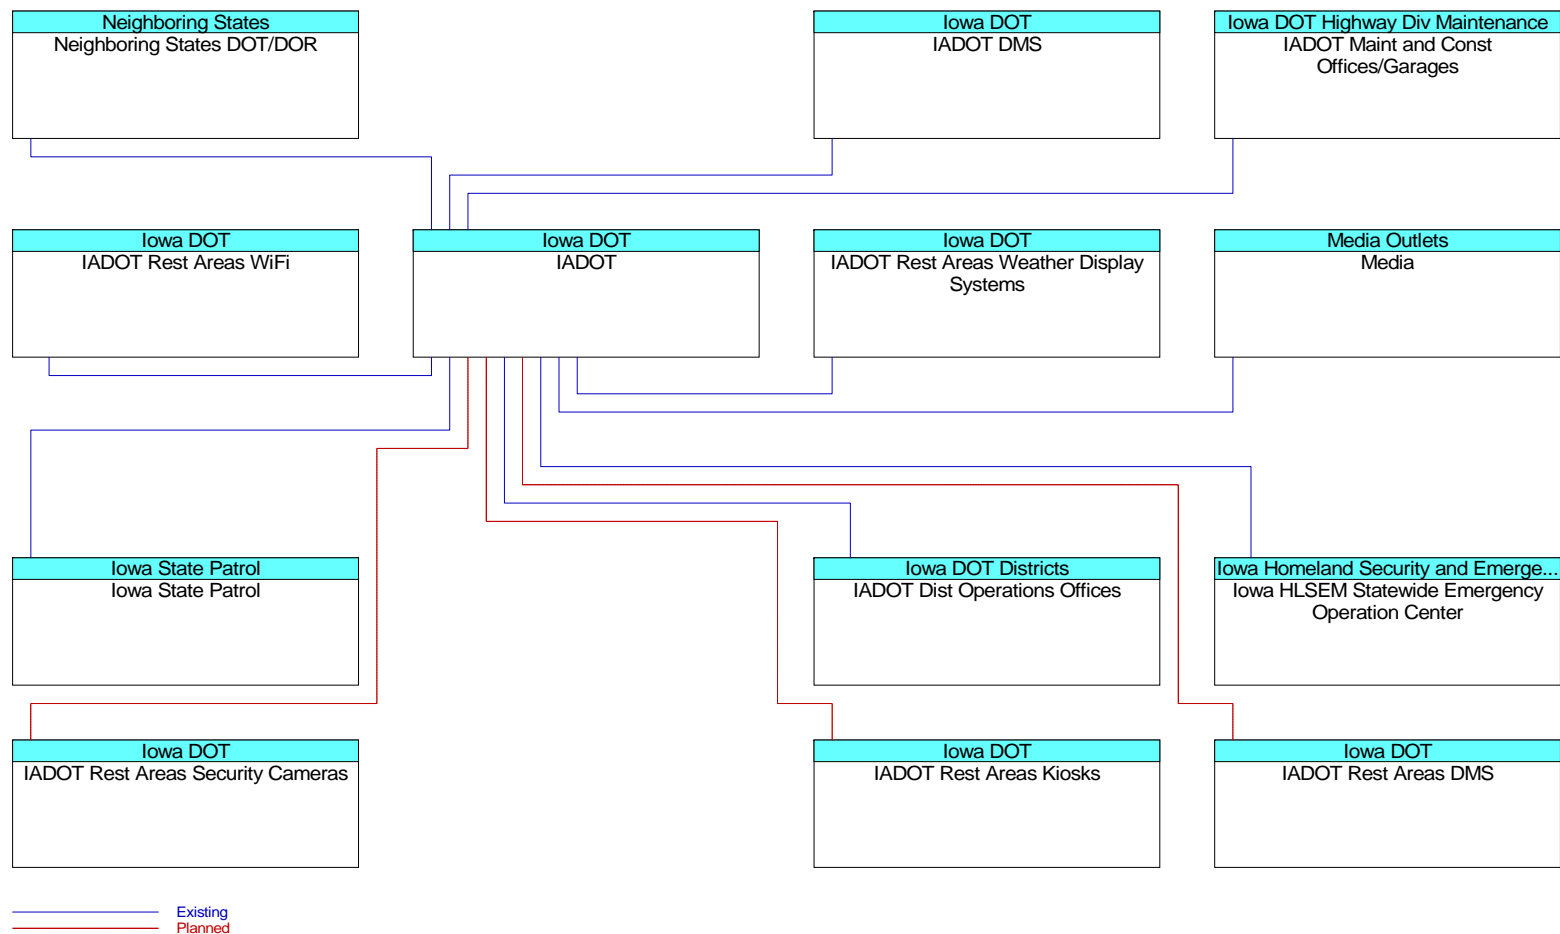 Neighboring States
Neighboring States DOT/DOR
Iowa DOT
IADOT DMS
Iowa DOT Highway Div Maintenance
IADOT Maint and Const
Offices/Garages
Iowa DOT
IADOT Rest Areas WiFi
Iowa DOT
IADOT
Iowa DOT
IADOT Rest Areas Weather Display
Systems
Media Outlets
Media
Iowa State Patrol
Iowa State Patrol
Iowa DOT Districts
IADOT Dist Operations Offices
Iowa Homeland Security and Emerge...
Iowa HLSEM Statewide Emergency
Operation Center
Iowa DOT
IADOT Rest Areas Security Cameras
Iowa DOT
IADOT Rest Areas Kiosks
Iowa DOT
IADOT Rest Areas DMS
Existing
Planned